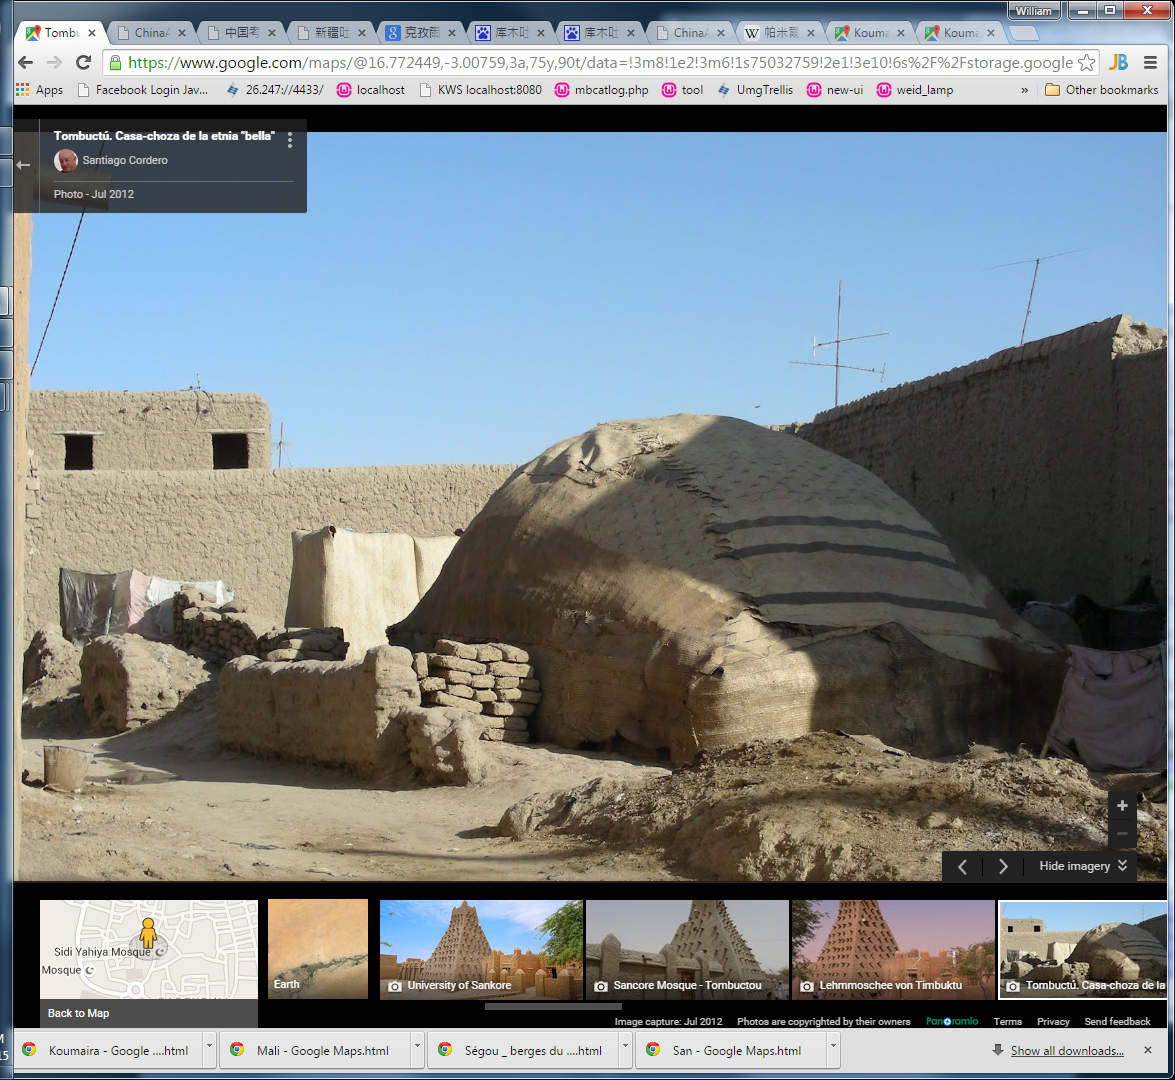 William
Tombu
ChinaA
中国考
新疆吐
克孜爾
库木吐
库木吐
ChinaA
帕米爾
Kouma
Kouma
https://www.google.com/maps/@16.772449,-3.00759,3a,75y,90t/data=!3m8!1e2!3m6!1s75032759!2e1!3e10!6s%2F%2Fstorage.google
JB
Apps
Facebook Login Jav...
26.247://4433/
localhost
KWS localhost:8080
mbcatlog.php
tool
UmgTrellis
new-ui
weid_lamp
»
Other bookmarks
Tombuctú. Casa-choza de la etnia "bella"
Santiago Cordero
Photo - Jul 2012
Hide imagery
Sidi Yahiya Mosque
Mosque
Back to Map
Earth
University of Sankore
Sancore Mosque - Tombuctou
Lehmmoschee von Timbuktu
Tombuctú. Casa-choza de la
Image capture: Jul 2012 Photos are copyrighted by their owners Panoramio Terms Privacy Send feedback
Koumaira - Google ....html
Mali - Google Maps.html
Ségou _ berges du ....html
San - Google Maps.html
Show all downloads...